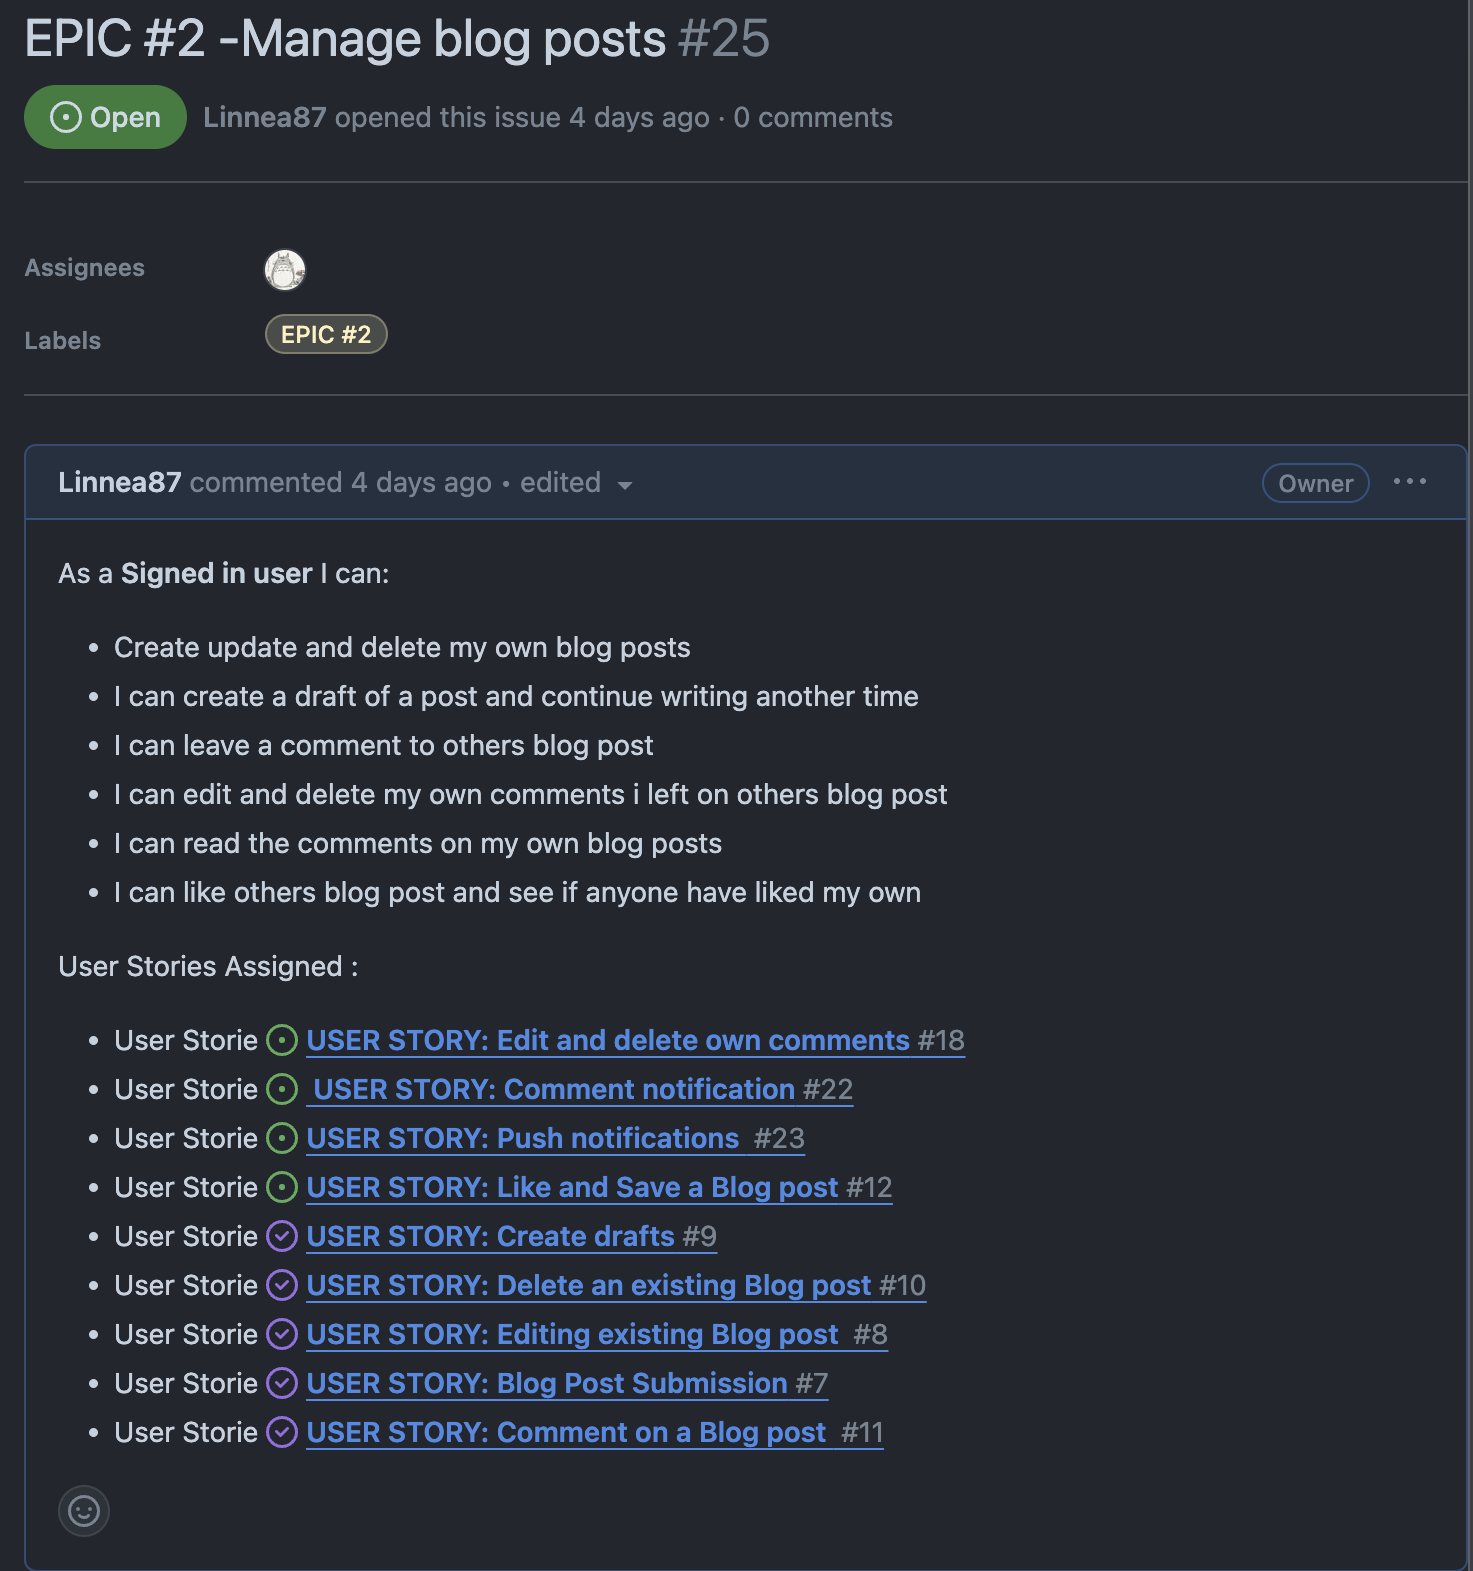 EPIC #2 -Manage blog posts #25
Open Linnea87 opened this issue 4 days ago · 0 comments
Assignees
Labels EPIC #2
Linnea87 commented 4 days ago • edited Owner
As a Signed in user I can:
• Create update and delete my own blog posts
• I can create a draft of a post and continue writing another time
• I can leave a comment to others blog post
• I can edit and delete my own comments i left on others blog post
• I can read the comments on my own blog posts
• I can like others blog post and see if anyone have liked my own
User Stories Assigned :
• User Storie USER STORY: Edit and delete own comments #18
• User Storie USER STORY: Comment notification #22
• User Storie USER STORY: Push notifications #23
• User Storie USER STORY: Like and Save a Blog post #12
• User Storie USER STORY: Create drafts #9
• User Storie USER STORY: Delete an existing Blog post #10
• User Storie USER STORY: Editing existing Blog post #8
• User Storie USER STORY: Blog Post Submission #7
• User Storie USER STORY: Comment on a Blog post #11